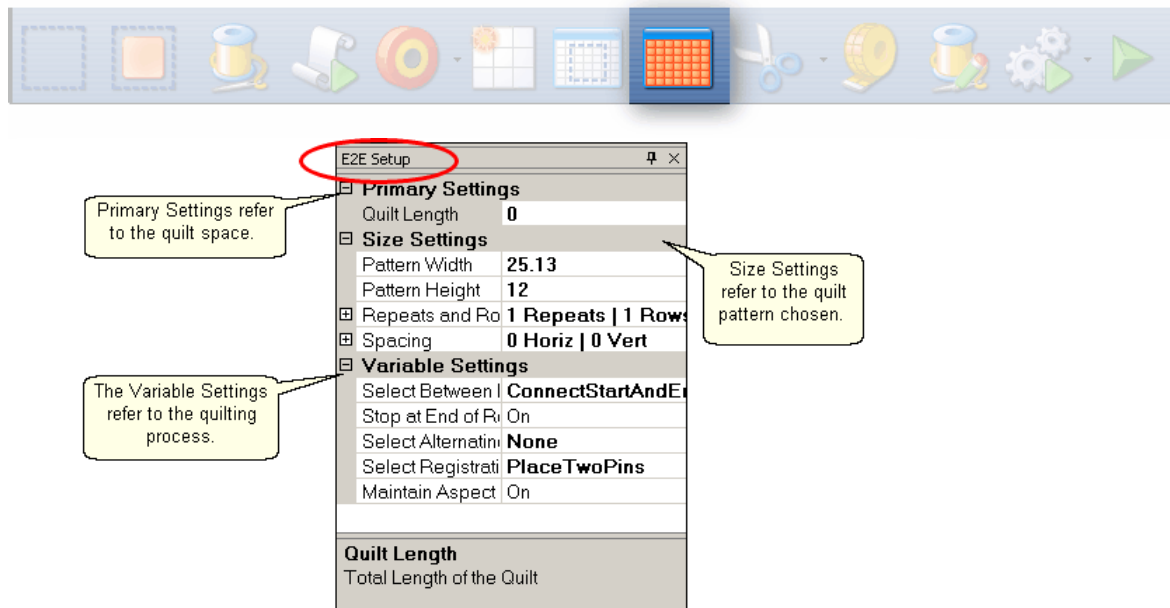 E2E Setup
Primary Settings
Quilt Length 0
Size Settings
Pattern Width 25.13
Pattern Height 12
Repeats and Ro 1 Repeats | 1 Rows
Spacing 0 Horiz | 0 Vert
Variable Settings
Select Between ConnectStartAndE
Stop at End of R On
Select Alternatin None
Select Registrati PlaceTwoPins
Maintain Aspect On
Quilt Length
Total Length of the Quilt
Primary Settings refer
to the quilt space.
Size Settings
refer to the quilt
pattern chosen.
The Variable Settings
refer to the quilting
process.